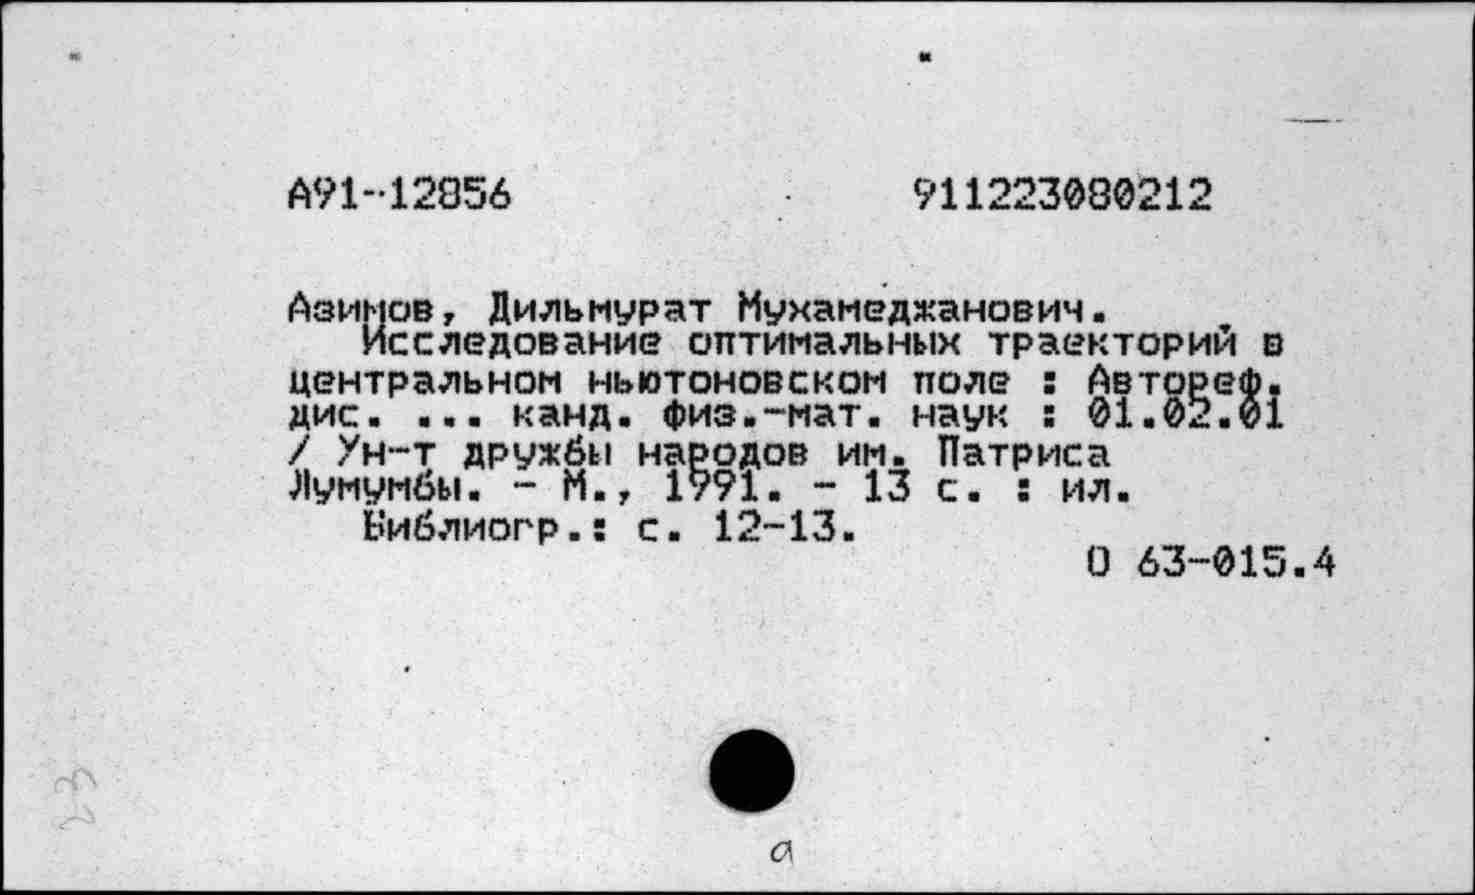 А91-12856 911223080212
Азимов, Дильмурат Мухамеджанович.
Исследование оптимальных траекторий в
центральном ньютоновском поле : Автореф.
дис. ... канд. физ.-мат. наук : 01.02.01
/ Ун-т дружбы народов им. Патриса
Лумумбы. - М., 1991. - 13 с. : ил.
Библиогр.: с. 12-13.
О 63-015.4
23
а